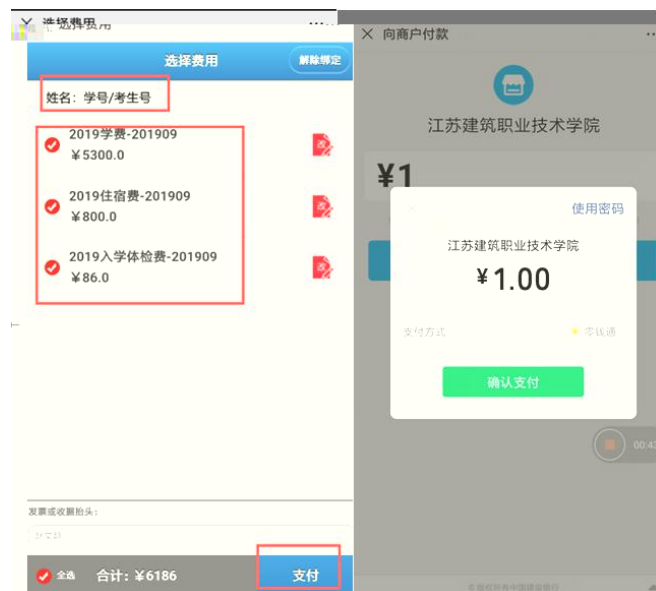 选择费用
选择费用
解除绑定
姓名：学号/考生号
2019学费-201909
￥5300.0
改
2019住宿费-201909
￥800.0
改
2019入学体检费-201909
￥86.0
改
发票或收据抬头：
全选
合计：￥6186
支付
向商户付款
江苏建筑职业技术学院
¥1
使用密码
江苏建筑职业技术学院
¥1.00
支付方式
零钱通
确认支付
00:43